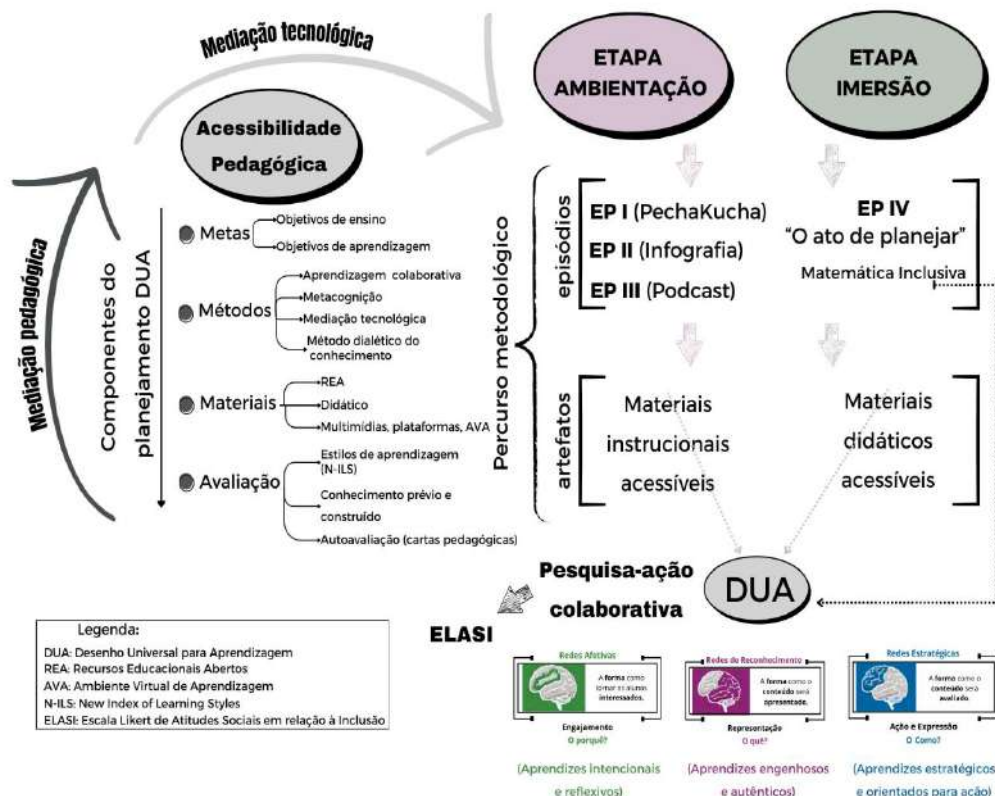 Mediação tecnológica
Mediação pedagógica
Acessibilidade
Pedagógica
Componentes do
planejamento DUA
Metas
Objetivos de ensino
Objetivos de aprendizagem
Métodos
Aprendizagem colaborativa
Metacognição
Mediação tecnológica
Método dialético do
conhecimento
Materiais
REA
Didático
Multimídias, plataformas, AVA
Avaliação
Estilos de aprendizagem
(N-ILS)
Conhecimento prévio e
construído
Autoavaliação (cartas pedagógicas)
ETAPA
AMBIENTAÇÃO
ETAPA
IMERSÃO
Percurso metodológico
episódios
EP I (PechaKucha)
EP II (Infografia)
EP III (Podcast)
EP IV
“O ato de planejar”
Matemática Inclusiva
artefatos
Materiais
instrucionais
acessíveis
Materiais
didáticos
acessíveis
Pesquisa-ação
colaborativa
DUA
ELASI
Legenda:
DUA: Desenho Universal para Aprendizagem
REA: Recursos Educacionais Abertos
AVA: Ambiente Virtual de Aprendizagem
N-ILS: New Index of Learning Styles
ELASI: Escala Likert de Atitudes Sociais em relação à Inclusão
Redes Afetivas
A forma como
tornar os alunos
interessados.
Engajamento
O porquê?
(Aprendizes intencionais
e reflexivos)
Redes de Reconhecimento
A forma como o
conteúdo será
apresentado.
Representação
O quê?
(Aprendizes engenhosos
e autênticos)
Redes Estratégicas
A forma como o
conteúdo será
avaliado.
Ação e Expressão
O Como?
(Aprendizes estratégicos
e orientados para ação)